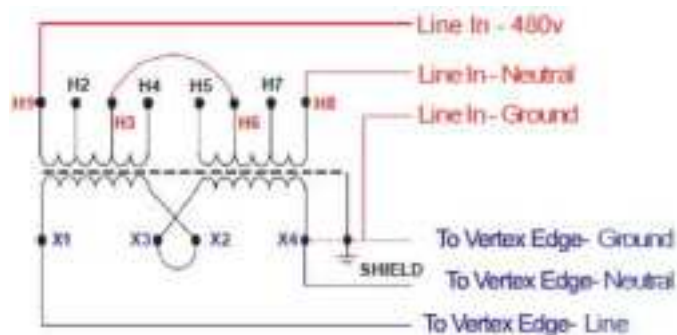 Line In - 480v
H2 H4 H5 H7
Line In - Neutral
H1 H3 H6 H8
Line In - Ground
X1 X3 X2 X4
To Vertex Edge- Ground
SHIELD
To Vertex Edge- Neutral
To Vertex Edge- Line